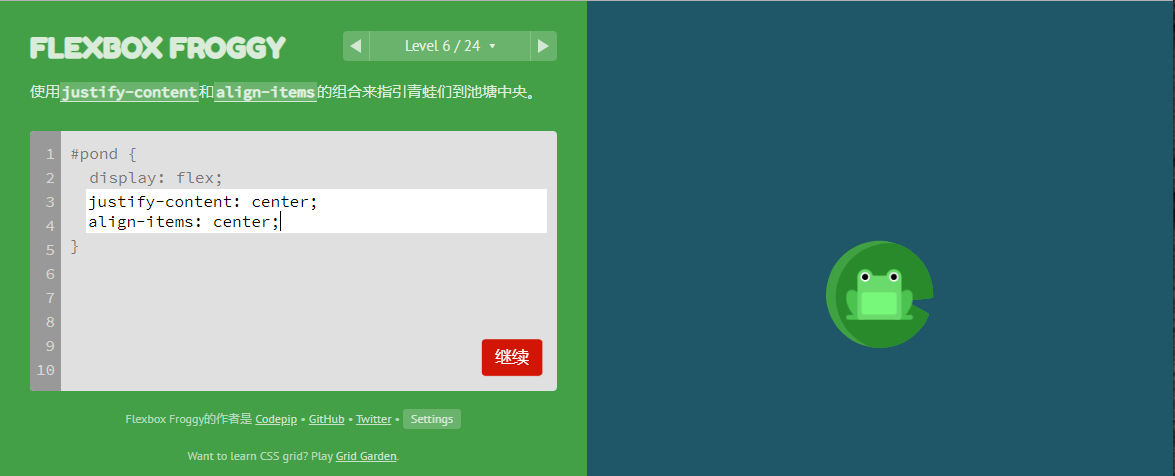 FLEXBOX FROGGY
Level 6 / 24
使用justify-content和align-items的组合来指引青蛙们到池塘中央。
1 #pond {
2 display: flex;
3 justify-content: center;
4 align-items: center;
5 }
6
7
8
9
10
继续
Flexbox Froggy的作者是 Codepip • GitHub • Twitter • Settings
Want to learn CSS grid? Play Grid Garden.